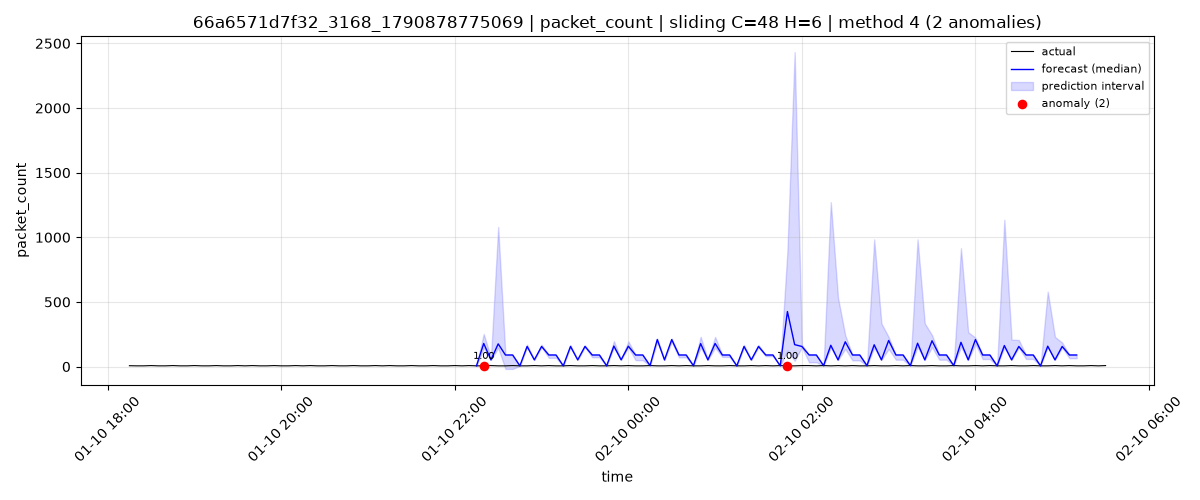 66a6571d7f32_3168_1790878775069 | packet_count | sliding C=48 H=6 | method 4 (2 anomalies)
actual
forecast (median)
prediction interval
anomaly (2)
2500
2000
1500
1000
500
0
packet_count
1.00
1.00
01-10 18:00
01-10 20:00
01-10 22:00
02-10 00:00
02-10 02:00
02-10 04:00
02-10 06:00
time